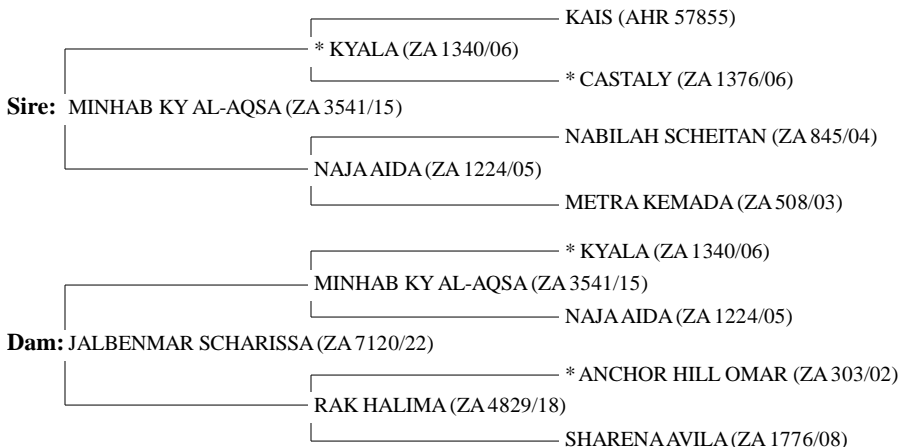 KAIS (AHR 57855)
* KYALA (ZA 1340/06)
* CASTALY (ZA 1376/06)
Sire: MINHAB KY AL-AQSA (ZA 3541/15)
NABILAH SCHEITAN (ZA 845/04)
NAJA AIDA (ZA 1224/05)
METRA KEMADA (ZA 508/03)
* KYALA (ZA 1340/06)
MINHAB KY AL-AQSA (ZA 3541/15)
NAJA AIDA (ZA 1224/05)
Dam: JALBENMAR SCHARISSA (ZA 7120/22)
* ANCHOR HILL OMAR (ZA 303/02)
RAK HALIMA (ZA 4829/18)
SHARENA AVILA (ZA 1776/08)